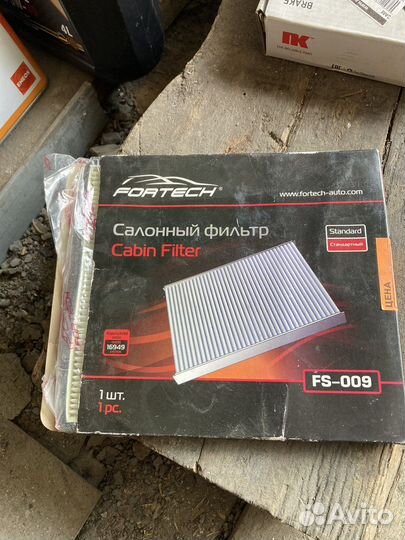 4L
ENEOS
BRAKE
NK
FORTECH
www.fortech-auto.com
Салонный фильтр
Cabin Filter
Standard
Стандартный
ЦЕНА
16949
FS-009
1 шт.
1 pc.
Avito